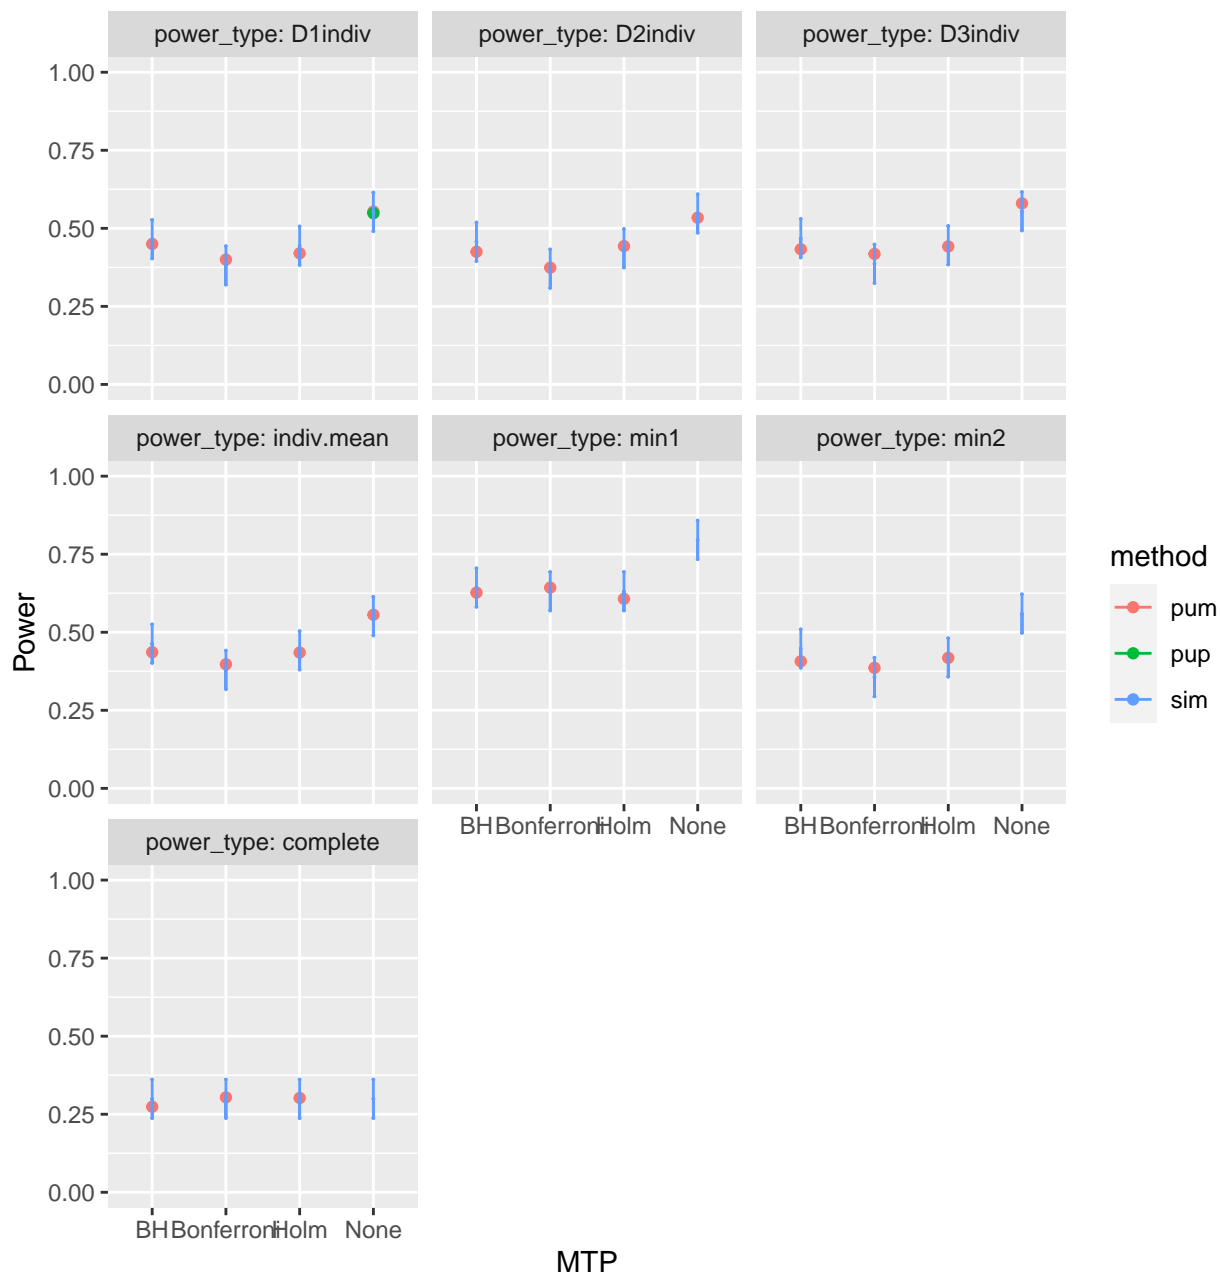 power_type: D1indiv power_type: D2indiv power_type: D3indiv
1.00
0.75
0.50
0.25
0.00
power_type: indiv.mean power_type: min1 power_type: min2
1.00
0.75
0.50
0.25
0.00
BH Bonferroni Holm None BH Bonferroni Holm None
power_type: complete
1.00
0.75
0.50
0.25
0.00
BH Bonferroni Holm None
MTP
Power
method
pum
pup
sim